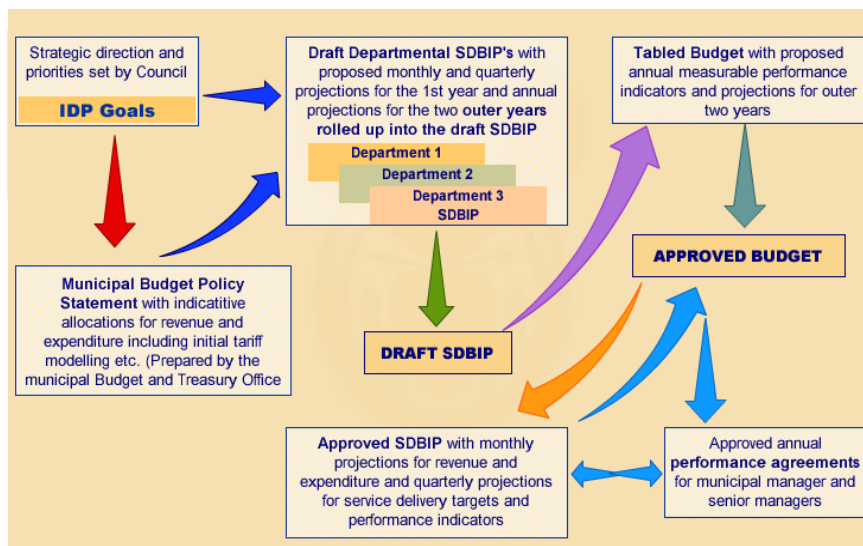 Strategic direction and
priorities set by Council
IDP Goals
Draft Departmental SDBIP's with
proposed monthly and quarterly
projections for the 1st year and annual
projections for the two outer years
rolled up into the draft SDBIP
Department 1
Department 2
Department 3
SDBIP
Tabled Budget with proposed
annual measurable performance
indicators and projections for outer
two years
Municipal Budget Policy
Statement with indicatitive
allocations for revenue and
expenditure including initial tariff
modelling etc. (Prepared by the
municipal Budget and Treasury Office
DRAFT SDBIP
APPROVED BUDGET
Approved SDBIP with monthly
projections for revenue and
expenditure and quarterly projections
for service delivery targets and
performance indicators
Approved annual
performance agreements
for municipal manager and
senior managers